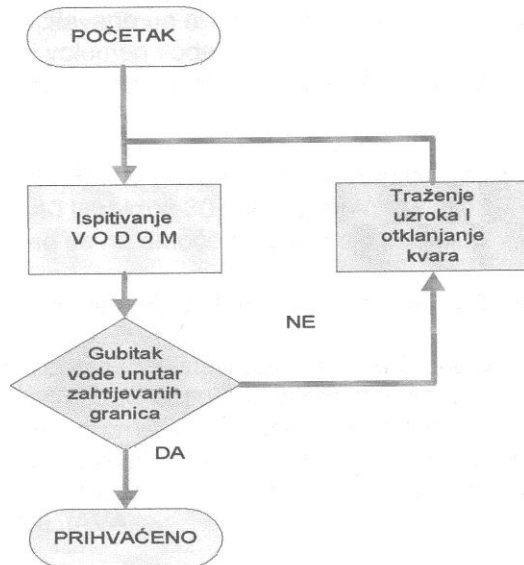 POČETAK
Ispitivanje
V O D O M
Traženje
uzroka I
otklanjanje
kvara
NE
Gubitak
vode unutar
zahtijevanih
granica
DA
PRIHVAĆENO